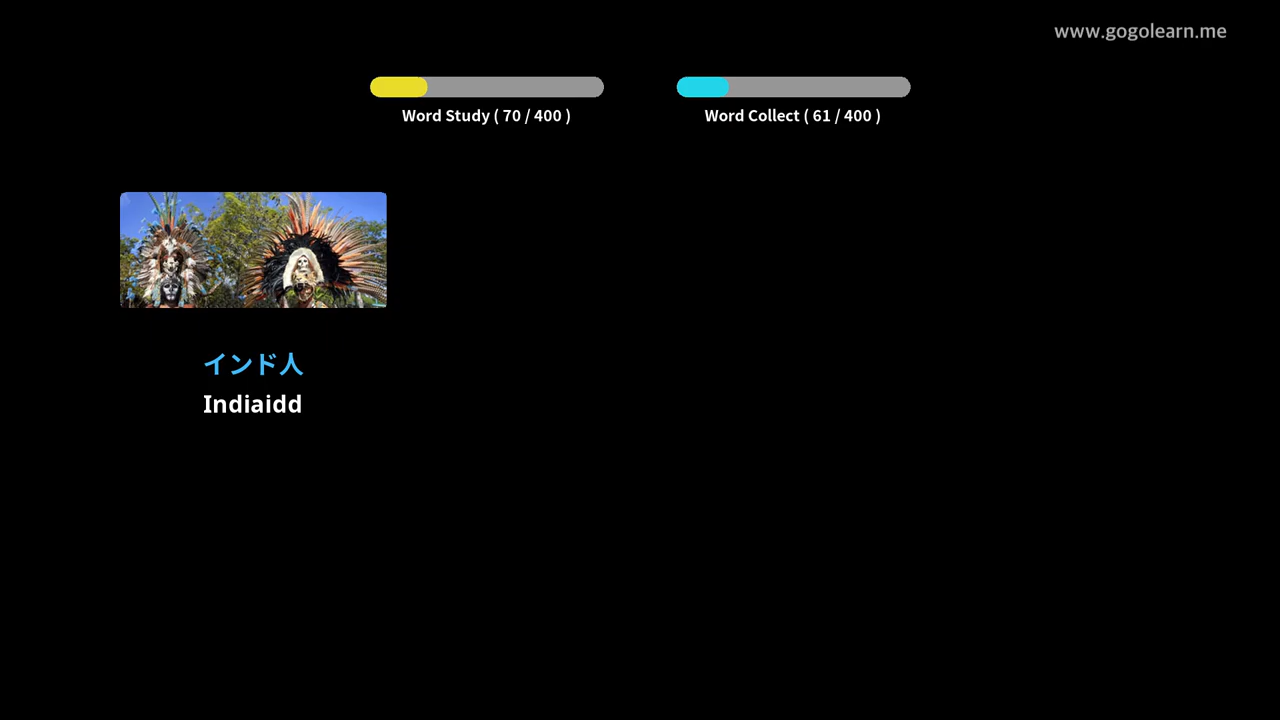 www.gogolearn.me
Word Study ( 70 / 400 )
Word Collect ( 61 / 400 )
インド人
Indiaidd